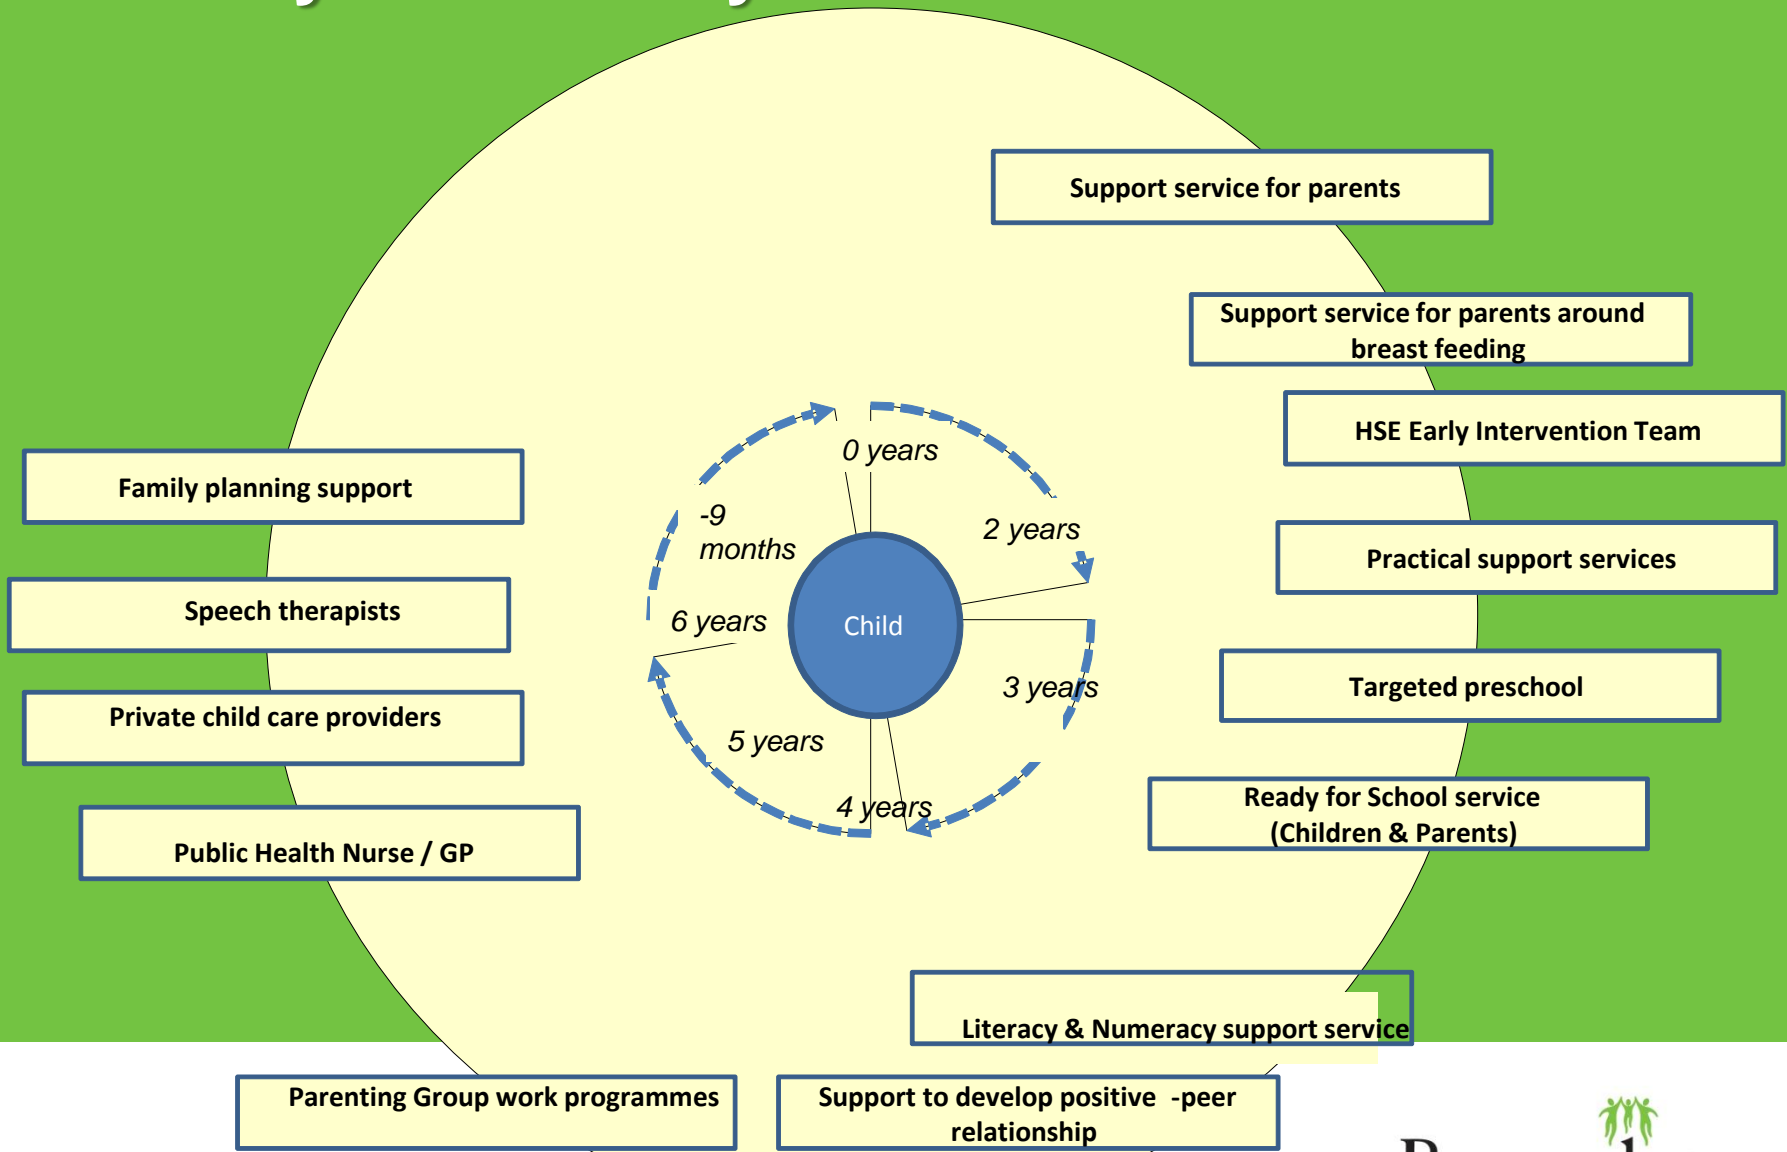 Support service for parents
Support service for parents around
breast feeding
HSE Early Intervention Team
0 years
Family planning support
-9
months
2 years
Practical support services
Speech therapists
6 years
Child
3 years
Targeted preschool
Private child care providers
5 years
4 years
Ready for School service
(Children & Parents)
Public Health Nurse / GP
Literacy & Numeracy support service
Parenting Group work programmes
Support to develop positive -peer
relationship